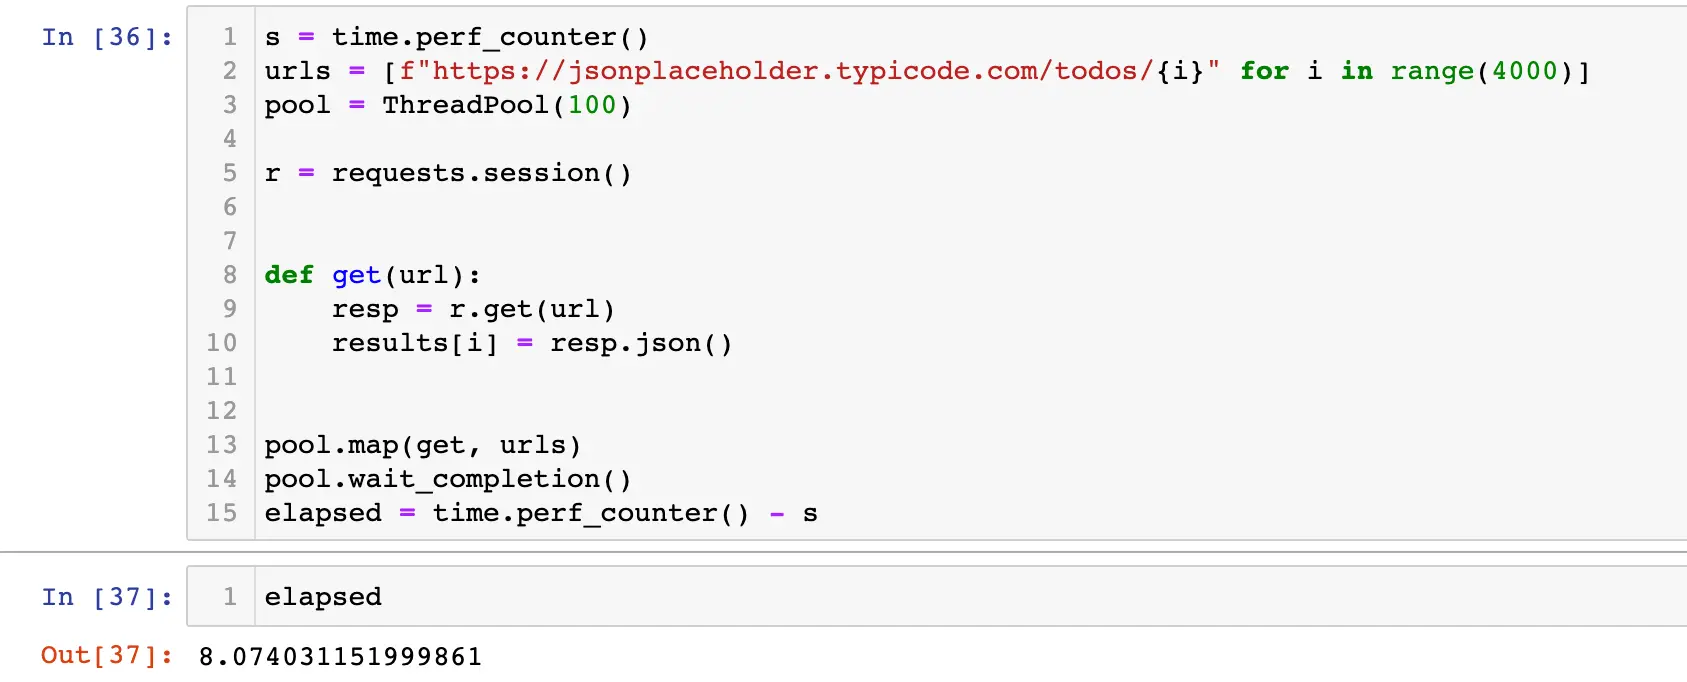 In [36]:
1 s = time.perf_counter()
2 urls = [f"https://jsonplaceholder.typicode.com/todos/{i}" for i in range(4000)]
3 pool = ThreadPool(100)
4
5 r = requests.session()
6
7
8 def get(url):
9     resp = r.get(url)
10     results[i] = resp.json()
11
12
13 pool.map(get, urls)
14 pool.wait_completion()
15 elapsed = time.perf_counter() - s
In [37]:
1 elapsed
Out[37]: 8.074031151999861